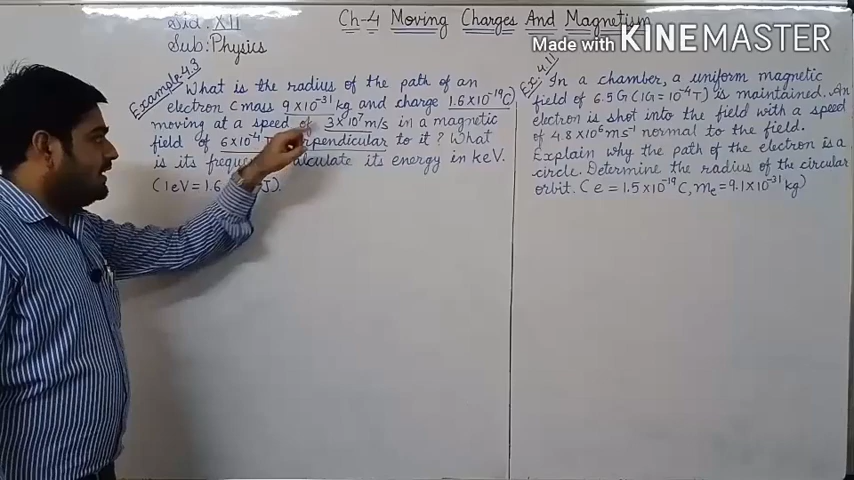 Std. XII
Sub: Physics
Ch-4 Moving Charges And Magnetism
Made with KINEMASTER
Example 4.3
What is the radius of the path of an
electron (mass 9×10⁻³¹ kg and charge 1.6×10⁻¹⁹C)
moving at a speed of 3×10⁷ m/s in a magnetic
field of 6×10⁻⁴ T perpendicular to it? What
is its calculate its energy in keV.
(1eV = 1.6 J).
Ex: 4.11
In a chamber, a uniform magnetic
field of 6.5G (1G = 10⁻⁴T) is maintained. An
electron is shot into the field with a speed
of 4.8×10⁶ ms⁻¹ normal to the field.
Explain why the path of the electron is a
circle. Determine the radius of the circular
orbit. (e = 1.5×10⁻¹⁹C, mₑ = 9.1×10⁻³¹ kg)